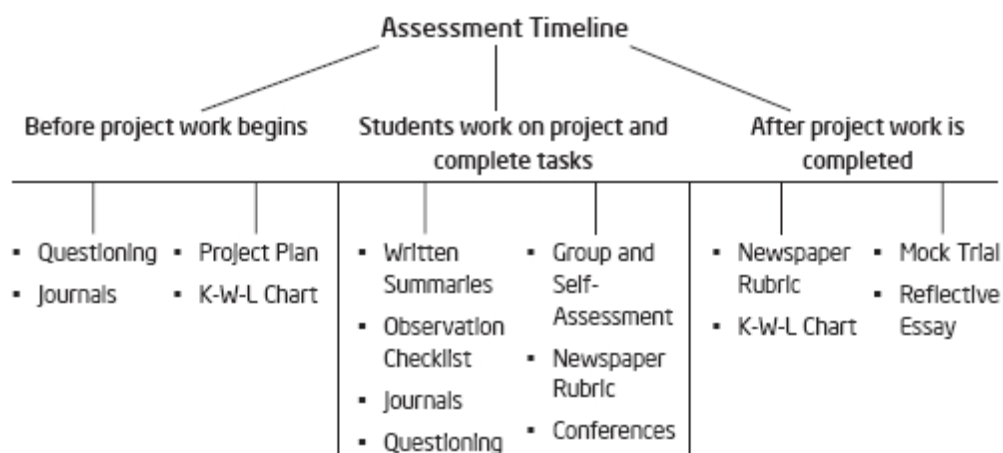 Assessment Timeline
Before project work begins
Students work on project and
complete tasks
After project work is
completed
▪ Questioning
▪ Journals
▪ Project Plan
▪ K-W-L Chart
▪ Written
Summaries
▪ Observation
Checklist
▪ Journals
▪ Questioning
▪ Group and
Self-
Assessment
▪ Newspaper
Rubric
▪ Conferences
▪ Newspaper
Rubric
▪ K-W-L Chart
▪ Mock Trial
▪ Reflective
Essay